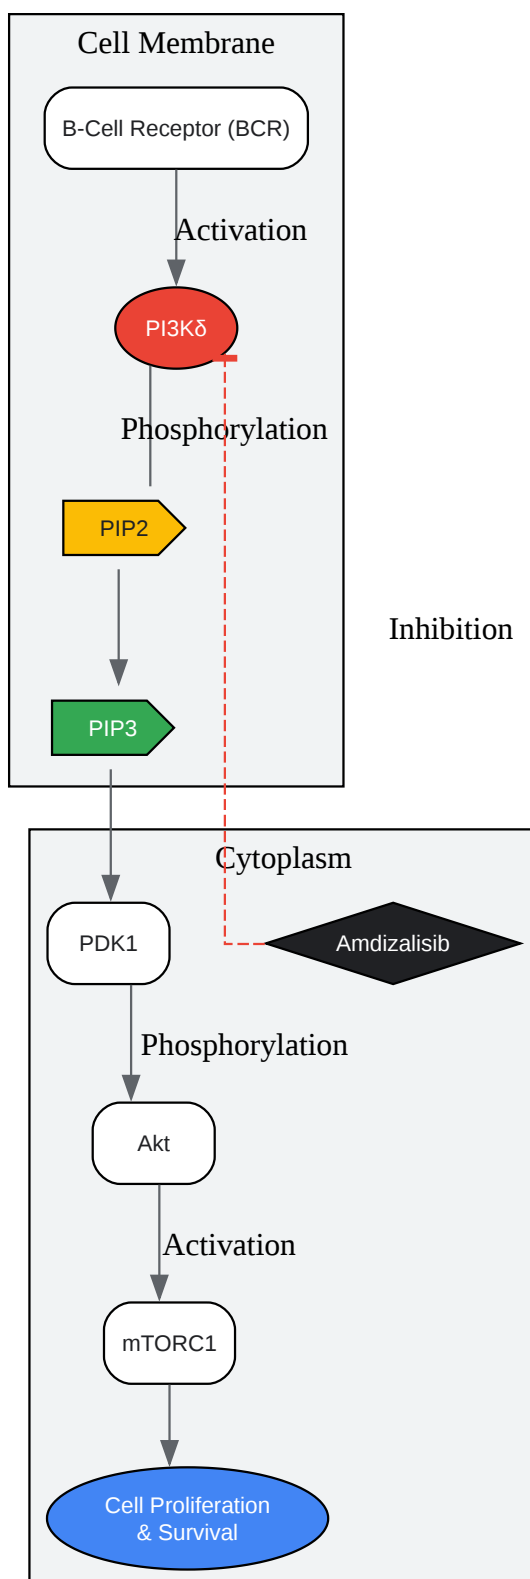 Cell Membrane
B-Cell Receptor (BCR)
Activation
PI3Kδ
Phosphorylation
PIP2
Inhibition
PIP3
Cytoplasm
PDK1
Amdizalisib
Phosphorylation
Akt
Activation
mTORC1
Cell Proliferation
& Survival